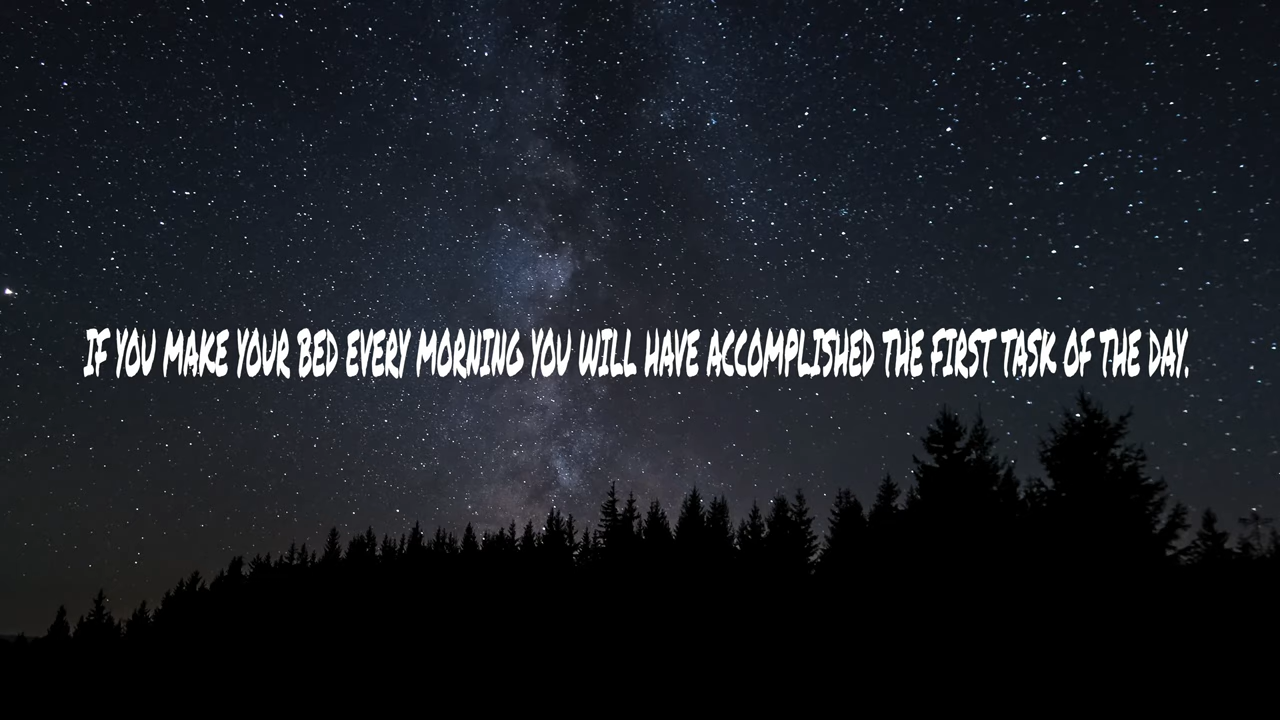 IF YOU MAKE YOUR BED EVERY MORNING YOU WILL HAVE ACCOMPLISHED THE FIRST TASK OF THE DAY.